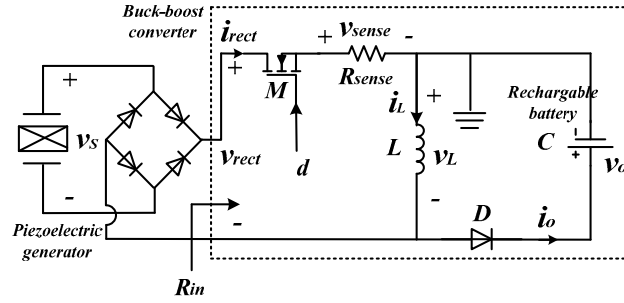 Buck-boost
converter
i_rect
+
v_sense
-
+
M
R_sense
+
v_s
-
v_rect
d
i_L
+
L
v_L
-
Rechargable
battery
C
-
+
v_o
Piezoelectric
generator
-
R_in
D
i_o